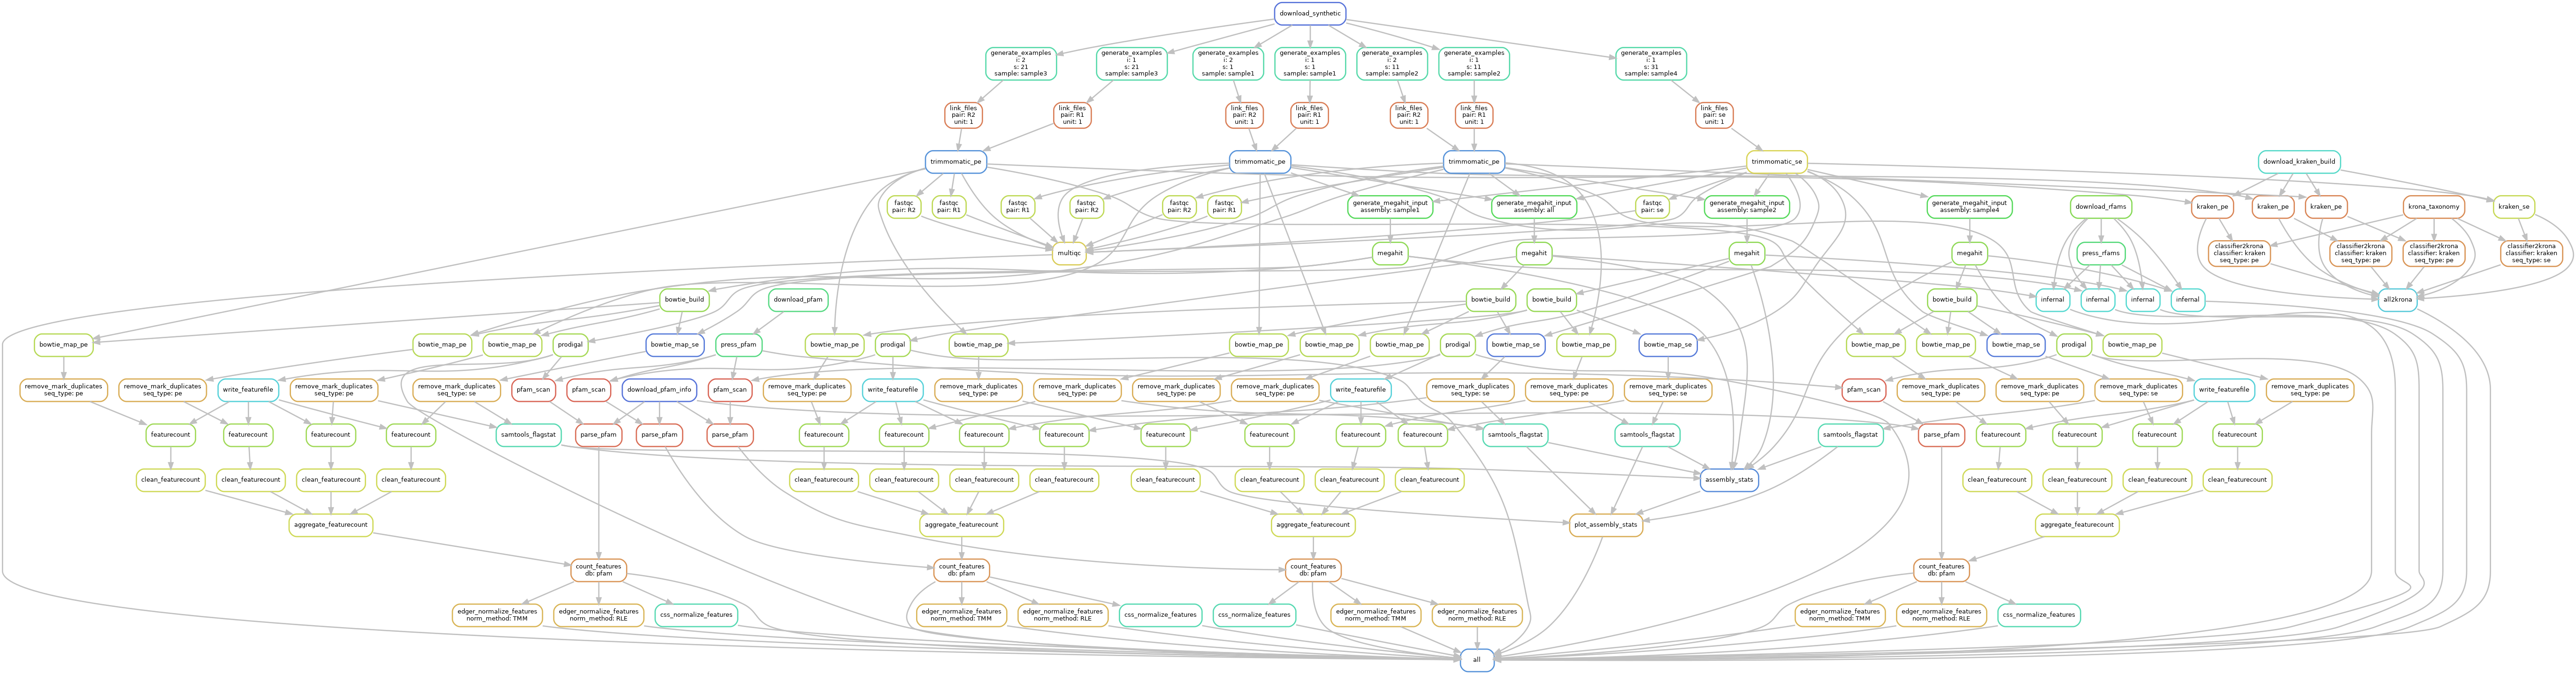 download_synthetic
generate_examples
i: 2
s: 21
sample: sample3
generate_examples
i: 1
s: 21
sample: sample3
generate_examples
i: 2
s: 1
sample: sample1
generate_examples
i: 1
s: 1
sample: sample1
generate_examples
i: 2
s: 11
sample: sample2
generate_examples
i: 1
s: 11
sample: sample2
generate_examples
i: 1
s: 31
sample: sample4
link_files
pair: R2
unit: 1
link_files
pair: R1
unit: 1
link_files
pair: R2
unit: 1
link_files
pair: R1
unit: 1
link_files
pair: R2
unit: 1
link_files
pair: R1
unit: 1
link_files
pair: se
unit: 1
trimmomatic_pe
trimmomatic_pe
trimmomatic_pe
trimmomatic_se
download_kraken_build
fastqc
pair: R2
fastqc
pair: R1
fastqc
pair: R1
fastqc
pair: R2
fastqc
pair: R2
fastqc
pair: R1
generate_megahit_input
assembly: sample1
generate_megahit_input
assembly: all
fastqc
pair: se
generate_megahit_input
assembly: sample2
generate_megahit_input
assembly: sample4
download_rfams
kraken_pe
kraken_pe
kraken_pe
krona_taxonomy
kraken_se
multiqc
megahit
megahit
megahit
megahit
press_rfams
classifier2krona
classifier: kraken
seq_type: pe
classifier2krona
classifier: kraken
seq_type: pe
classifier2krona
classifier: kraken
seq_type: pe
classifier2krona
classifier: kraken
seq_type: se
bowtie_build
download_pfam
bowtie_build
bowtie_build
bowtie_build
infernal
infernal
infernal
infernal
all2krona
bowtie_map_pe
bowtie_map_pe
bowtie_map_pe
prodigal
bowtie_map_se
press_pfam
bowtie_map_pe
prodigal
bowtie_map_pe
bowtie_map_pe
bowtie_map_pe
bowtie_map_pe
prodigal
bowtie_map_se
bowtie_map_pe
bowtie_map_se
bowtie_map_pe
bowtie_map_pe
bowtie_map_se
prodigal
bowtie_map_pe
remove_mark_duplicates
seq_type: pe
remove_mark_duplicates
seq_type: pe
write_featurefile
remove_mark_duplicates
seq_type: pe
remove_mark_duplicates
seq_type: se
pfam_scan
pfam_scan
download_pfam_info
pfam_scan
remove_mark_duplicates
seq_type: pe
write_featurefile
remove_mark_duplicates
seq_type: pe
remove_mark_duplicates
seq_type: pe
remove_mark_duplicates
seq_type: pe
remove_mark_duplicates
seq_type: pe
write_featurefile
remove_mark_duplicates
seq_type: se
remove_mark_duplicates
seq_type: pe
remove_mark_duplicates
seq_type: se
pfam_scan
remove_mark_duplicates
seq_type: pe
remove_mark_duplicates
seq_type: pe
remove_mark_duplicates
seq_type: se
write_featurefile
remove_mark_duplicates
seq_type: pe
featurecount
featurecount
featurecount
featurecount
samtools_flagstat
parse_pfam
parse_pfam
parse_pfam
featurecount
featurecount
featurecount
featurecount
featurecount
featurecount
featurecount
featurecount
samtools_flagstat
samtools_flagstat
samtools_flagstat
parse_pfam
featurecount
featurecount
featurecount
featurecount
clean_featurecount
clean_featurecount
clean_featurecount
clean_featurecount
clean_featurecount
clean_featurecount
clean_featurecount
clean_featurecount
clean_featurecount
clean_featurecount
clean_featurecount
clean_featurecount
assembly_stats
clean_featurecount
clean_featurecount
clean_featurecount
clean_featurecount
aggregate_featurecount
aggregate_featurecount
aggregate_featurecount
plot_assembly_stats
aggregate_featurecount
count_features
db: pfam
count_features
db: pfam
count_features
db: pfam
count_features
db: pfam
edger_normalize_features
norm_method: TMM
edger_normalize_features
norm_method: RLE
css_normalize_features
edger_normalize_features
norm_method: TMM
edger_normalize_features
norm_method: RLE
css_normalize_features
css_normalize_features
edger_normalize_features
norm_method: TMM
edger_normalize_features
norm_method: RLE
edger_normalize_features
norm_method: TMM
edger_normalize_features
norm_method: RLE
css_normalize_features
all